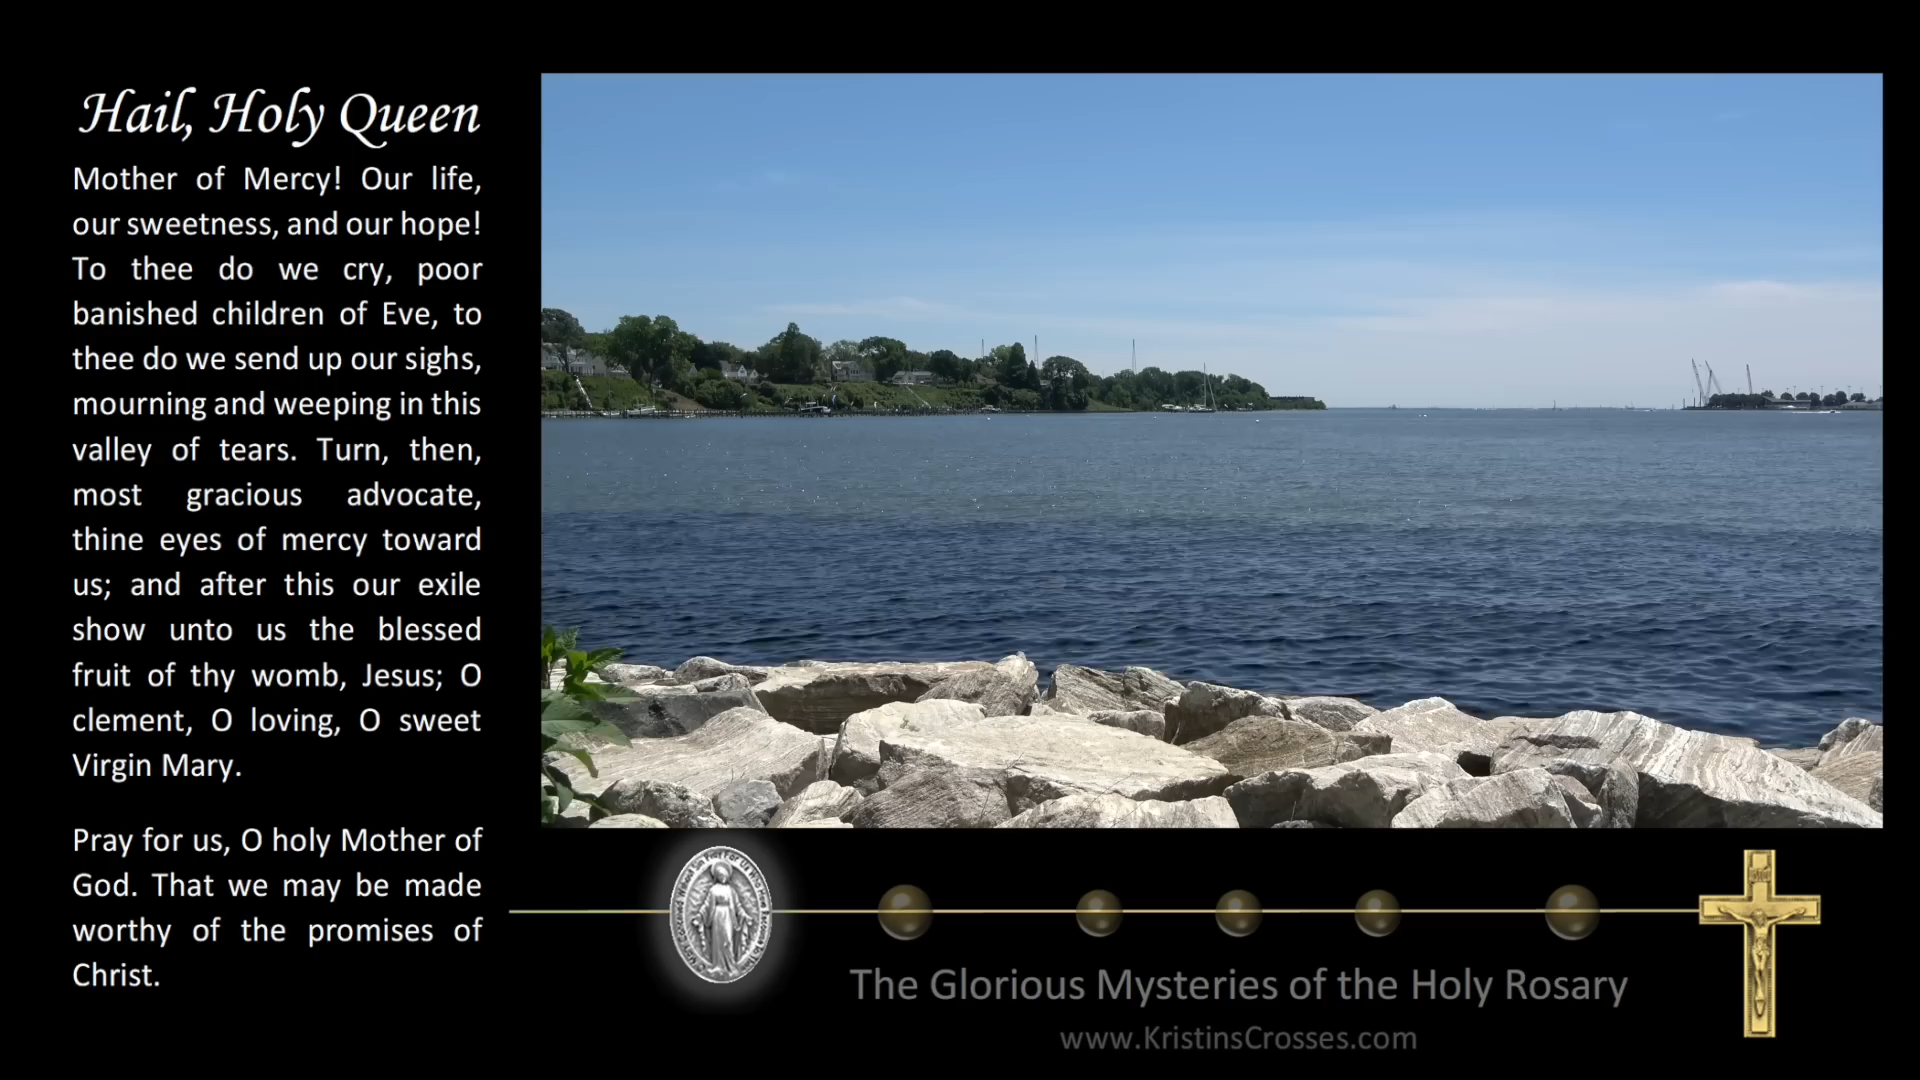 Hail, Holy Queen
Mother of Mercy! Our life,
our sweetness, and our hope!
To thee do we cry, poor
banished children of Eve, to
thee do we send up our sighs,
mourning and weeping in this
valley of tears. Turn, then,
most gracious advocate,
thine eyes of mercy toward
us; and after this our exile
show unto us the blessed
fruit of thy womb, Jesus; O
clement, O loving, O sweet
Virgin Mary.
Pray for us, O holy Mother of
God. That we may be made
worthy of the promises of
Christ.
The Glorious Mysteries of the Holy Rosary
www.KristinsCrosses.com